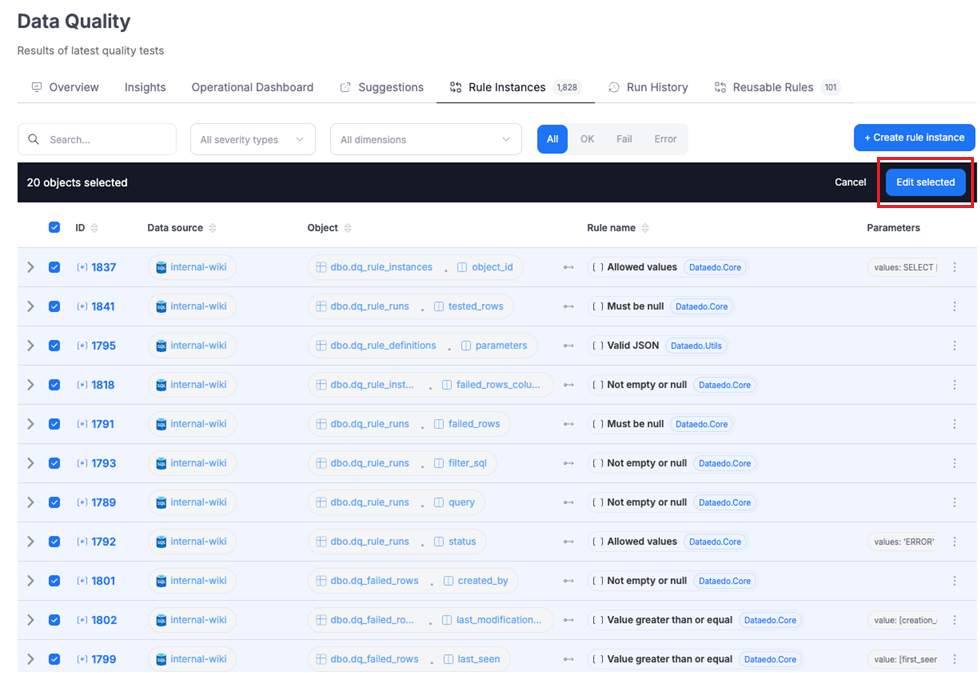 Data Quality
Results of latest quality tests
Overview Insights Operational Dashboard Suggestions Rule Instances 1,828 Run History Reusable Rules 101
Search... All severity types All dimensions All OK Fail Error + Create rule instance
20 objects selected Cancel Edit selected
ID Data source Object Rule name Parameters
1837 internal-wiki dbo.dq_rule_instances . object_id [ ] Allowed values Dataedo.Core values: SELECT
1841 internal-wiki dbo.dq_rule_runs . tested_rows [ ] Must be null Dataedo.Core
1795 internal-wiki dbo.dq_rule_definitions . parameters [ ] Valid JSON Dataedo.Utils
1818 internal-wiki dbo.dq_rule_inst... . failed_rows_colu... [ ] Not empty or null Dataedo.Core
1791 internal-wiki dbo.dq_rule_runs . failed_rows [ ] Must be null Dataedo.Core
1793 internal-wiki dbo.dq_rule_runs . filter_sql [ ] Not empty or null Dataedo.Core
1789 internal-wiki dbo.dq_rule_runs . query [ ] Not empty or null Dataedo.Core
1792 internal-wiki dbo.dq_rule_runs . status [ ] Allowed values Dataedo.Core values: 'ERROR'
1801 internal-wiki dbo.dq_failed_rows . created_by [ ] Not empty or null Dataedo.Core
1802 internal-wiki dbo.dq_failed_ro... . last_modification... [ ] Value greater than or equal Dataedo.Core value: [creation_
1799 internal-wiki dbo.dq_failed_rows . last_seen [ ] Value greater than or equal Dataedo.Core value: [first_seen